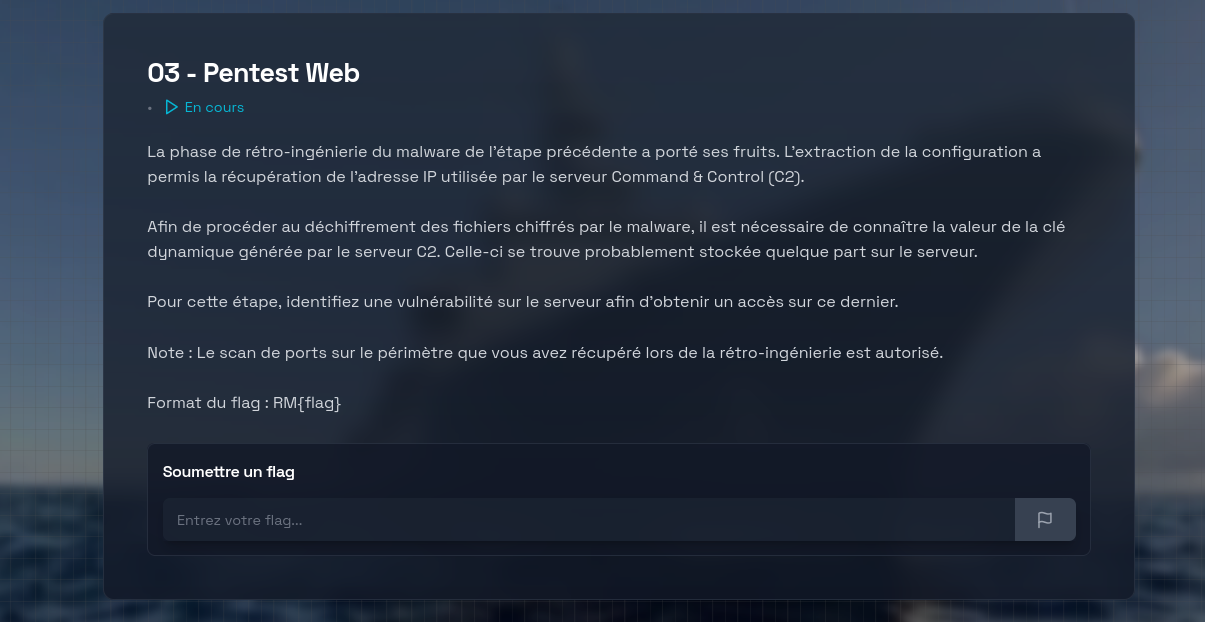 03 - Pentest Web
• En cours
La phase de rétro-ingénierie du malware de l'étape précédente a porté ses fruits. L'extraction de la configuration a
permis la récupération de l'adresse IP utilisée par le serveur Command & Control (C2).
Afin de procéder au déchiffrement des fichiers chiffrés par le malware, il est nécessaire de connaître la valeur de la clé
dynamique générée par le serveur C2. Celle-ci se trouve probablement stockée quelque part sur le serveur.
Pour cette étape, identifiez une vulnérabilité sur le serveur afin d'obtenir un accès sur ce dernier.
Note : Le scan de ports sur le périmètre que vous avez récupéré lors de la rétro-ingénierie est autorisé.
Format du flag : RM{flag}
Soumettre un flag
Entrez votre flag...